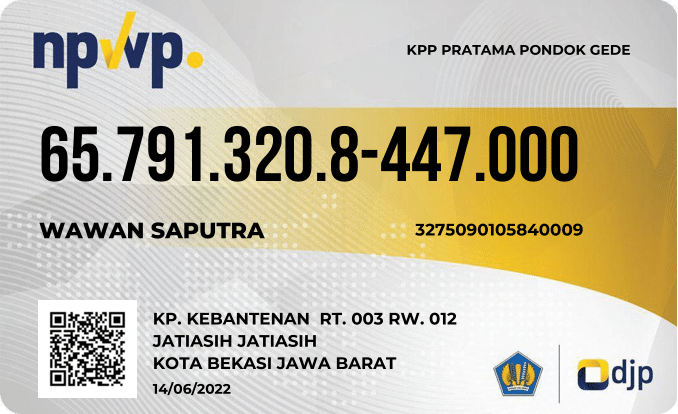 npwp.
KPP PRATAMA PONDOK GEDE
65.791.320.8-447.000
WAWAN SAPUTRA
3275090105840009
KP. KEBANTENAN RT. 003 RW. 012
JATIASIH JATIASIH
KOTA BEKASI JAWA BARAT
14/06/2022
djp